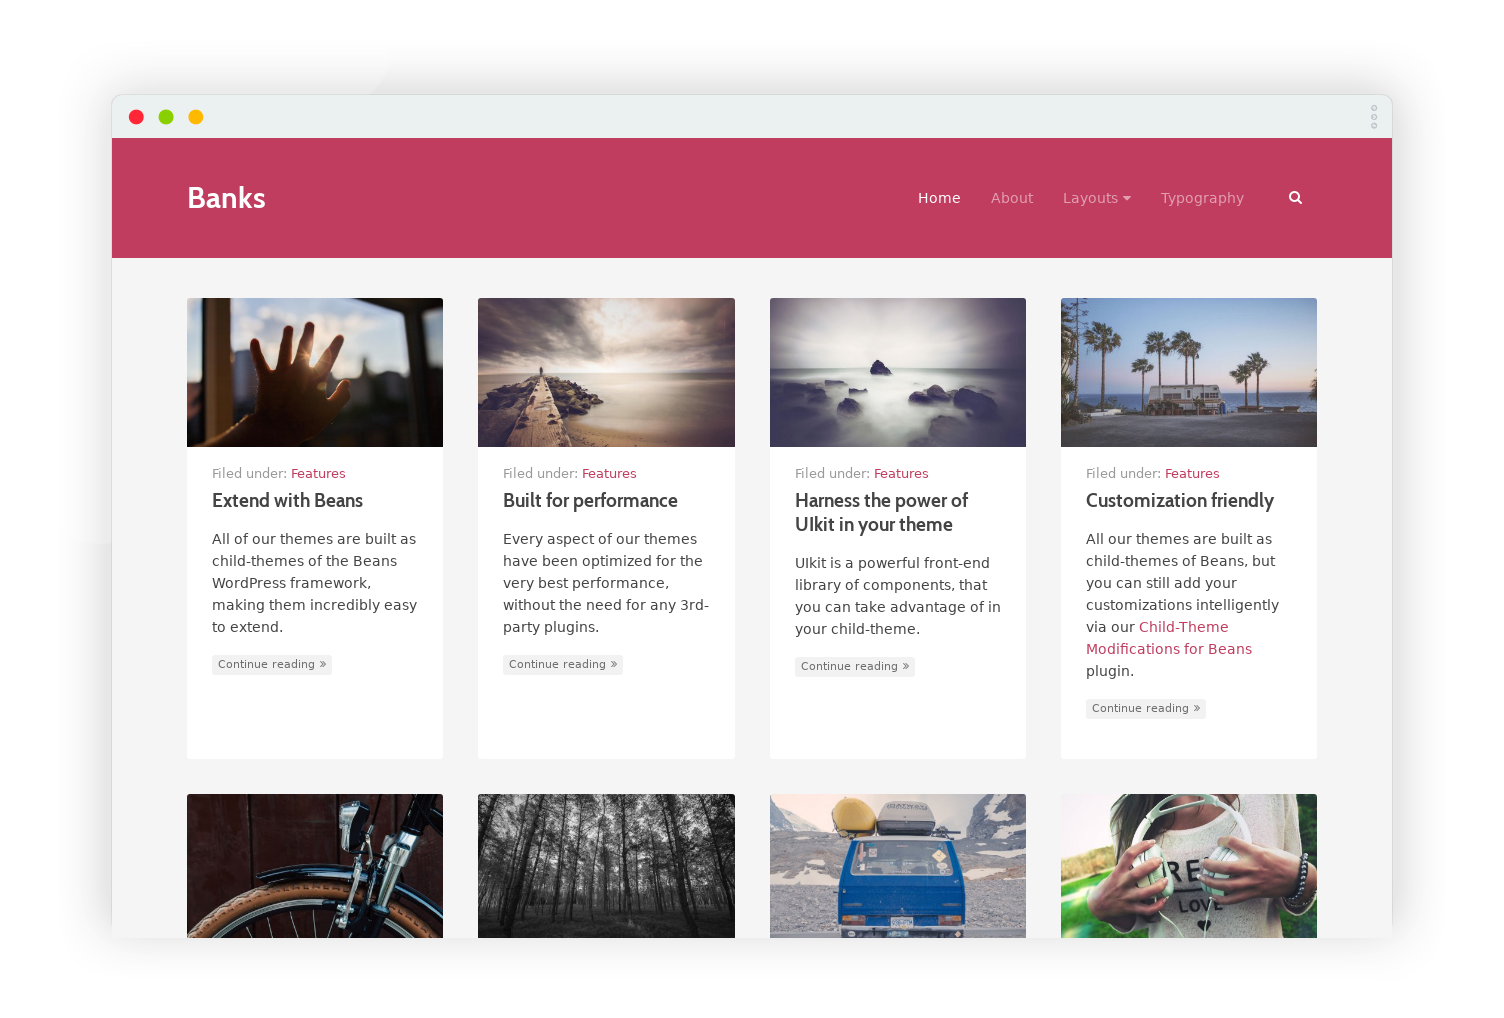 Banks
Home About Layouts Typography
Filed under: Features
Extend with Beans
All of our themes are built as
child-themes of the Beans
WordPress framework,
making them incredibly easy
to extend.
Continue reading »
Filed under: Features
Built for performance
Every aspect of our themes
have been optimized for the
very best performance,
without the need for any 3rd-
party plugins.
Continue reading »
Filed under: Features
Harness the power of
UIkit in your theme
UIkit is a powerful front-end
library of components, that
you can take advantage of in
your child-theme.
Continue reading »
Filed under: Features
Customization friendly
All our themes are built as
child-themes of Beans, but
you can still add your
customizations intelligently
via our Child-Theme
Modifications for Beans
plugin.
Continue reading »
LOVE